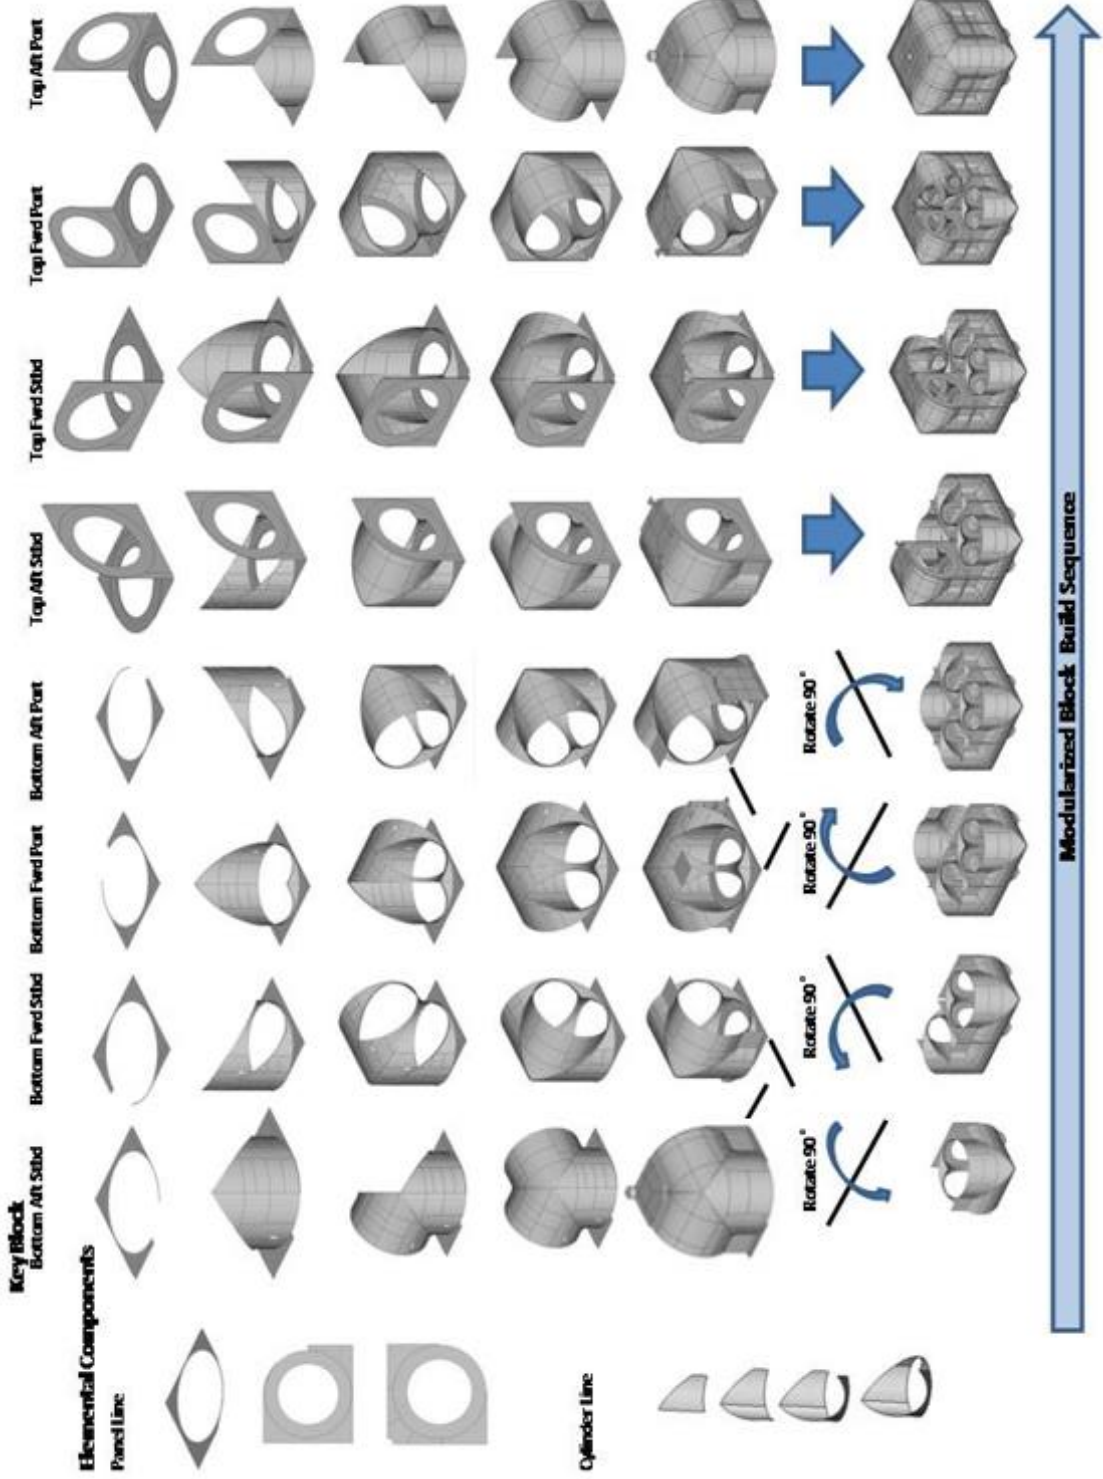 Key Block
Bottom Aft Stbd
Bottom Fwd Stbd
Bottom Fwd Port
Bottom Aft Port
Top Aft Stbd
Top Fwd Stbd
Top Fwd Port
Top Aft Port
Elemental Components
Panel Line
Cylinder Line
Rotate 90°
Rotate 90°
Rotate 90°
Rotate 90°
Modularized Block Build Sequence